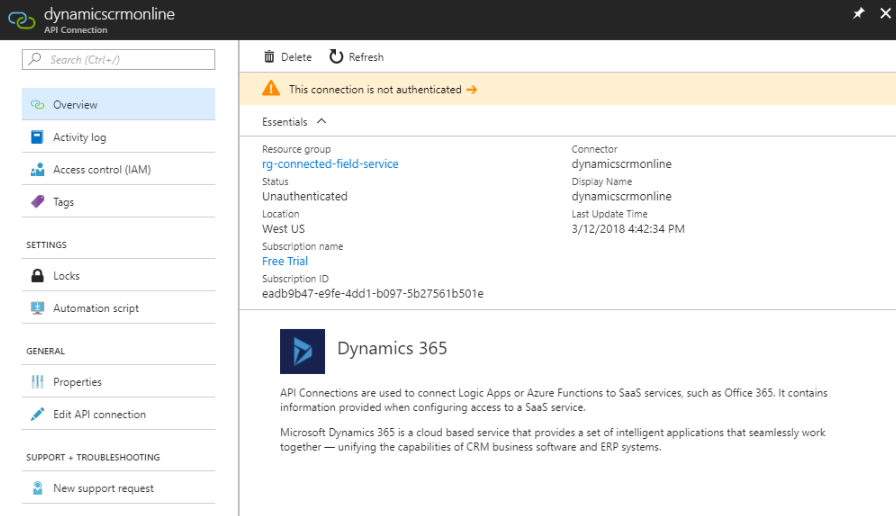 dynamicscrmonline
API Connection
Search (Ctrl+/)
Overview
Activity log
Access control (IAM)
Tags
SETTINGS
Locks
Automation script
GENERAL
Properties
Edit API connection
SUPPORT + TROUBLESHOOTING
New support request
Delete
Refresh
This connection is not authenticated
Essentials
Resource group
rg-connected-field-service
Status
Unauthenticated
Location
West US
Subscription name
Free Trial
Subscription ID
eadb9b47-e9fe-4dd1-b097-5b27561b501e
Connector
dynamicscrmonline
Display Name
dynamicscrmonline
Last Update Time
3/12/2018 4:42:34 PM
Dynamics 365
API Connections are used to connect Logic Apps or Azure Functions to SaaS services, such as Office 365. It contains
information provided when configuring access to a SaaS service.
Microsoft Dynamics 365 is a cloud based service that provides a set of intelligent applications that seamlessly work
together — unifying the capabilities of CRM business software and ERP systems.